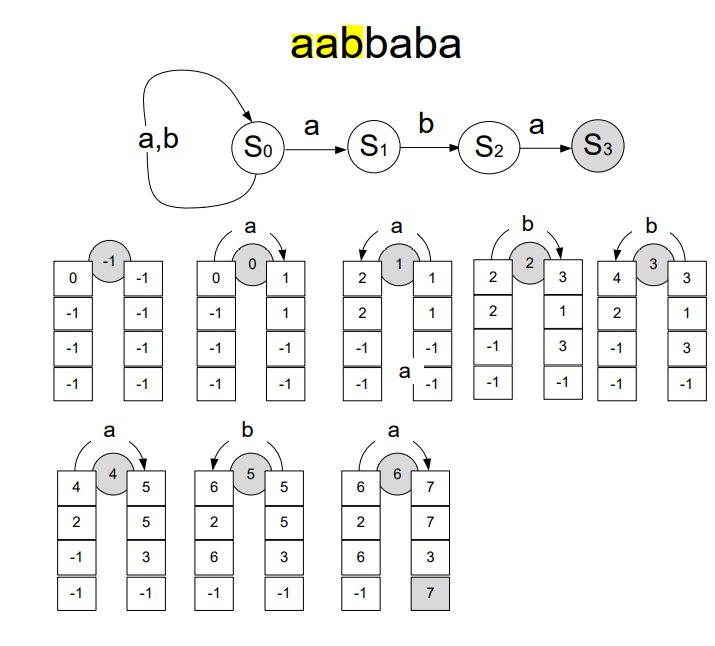 aabbbaba
a,b S0 a S1 b S2 a S3
a a b b
-1 0 1 2 3
0 -1 0 1 2 1 2 3 4 3
-1 -1 -1 1 2 1 2 1 2 1
-1 -1 -1 -1 -1 -1 -1 3 -1 3
-1 -1 -1 -1 -1 a -1 -1 -1 -1 -1
a b a
4 5 6
4 5 6 5 6 7
2 5 2 5 2 7
-1 3 6 3 6 3
-1 -1 -1 -1 -1 7